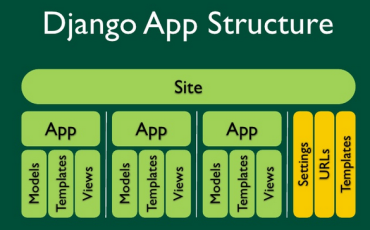 Django App Structure
Site
App
App
App
Models
Templates
Views
Models
Templates
Views
Models
Templates
Views
Settings
URLs
Templates